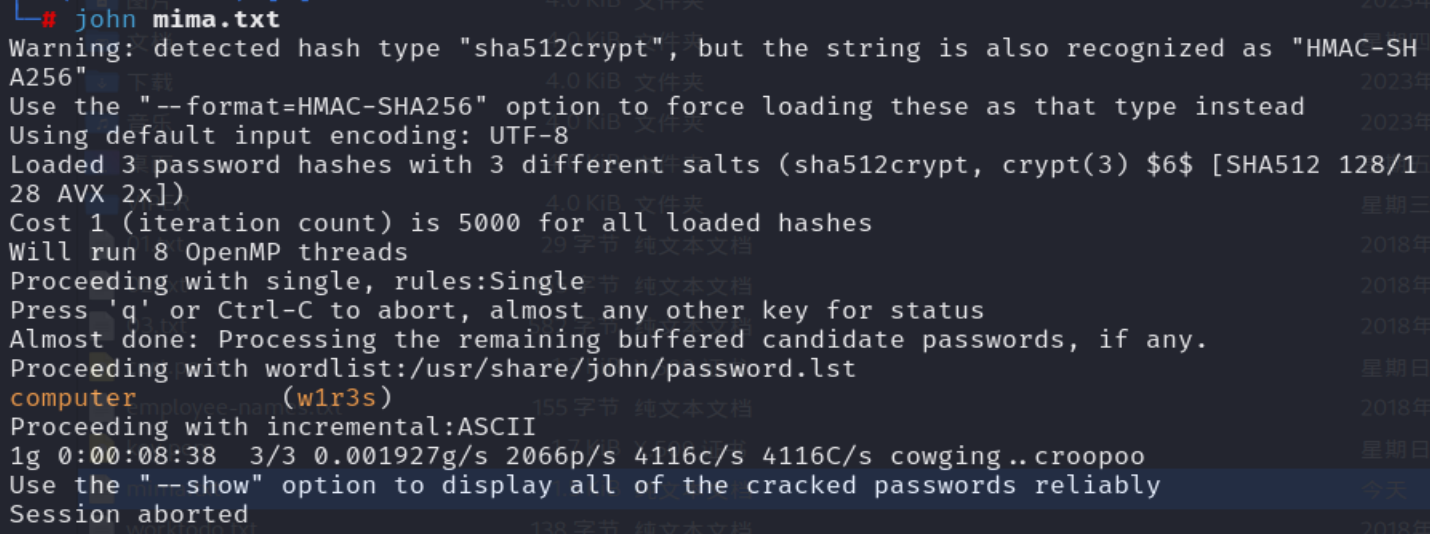 └─# john mima.txt
Warning: detected hash type "sha512crypt", but the string is also recognized as "HMAC-SH
A256"
Use the "--format=HMAC-SHA256" option to force loading these as that type instead
Using default input encoding: UTF-8
Loaded 3 password hashes with 3 different salts (sha512crypt, crypt(3) $6$ [SHA512 128/1
28 AVX 2x])
Cost 1 (iteration count) is 5000 for all loaded hashes
Will run 8 OpenMP threads
Proceeding with single, rules:Single
Press 'q' or Ctrl-C to abort, almost any other key for status
Almost done: Processing the remaining buffered candidate passwords, if any.
Proceeding with wordlist:/usr/share/john/password.lst
computer         (w1r3s)
Proceeding with incremental:ASCII
1g 0:00:08:38  3/3 0.001927g/s 2066p/s 4116c/s 4116C/s cowging..croopoo
Use the "--show" option to display all of the cracked passwords reliably
Session aborted